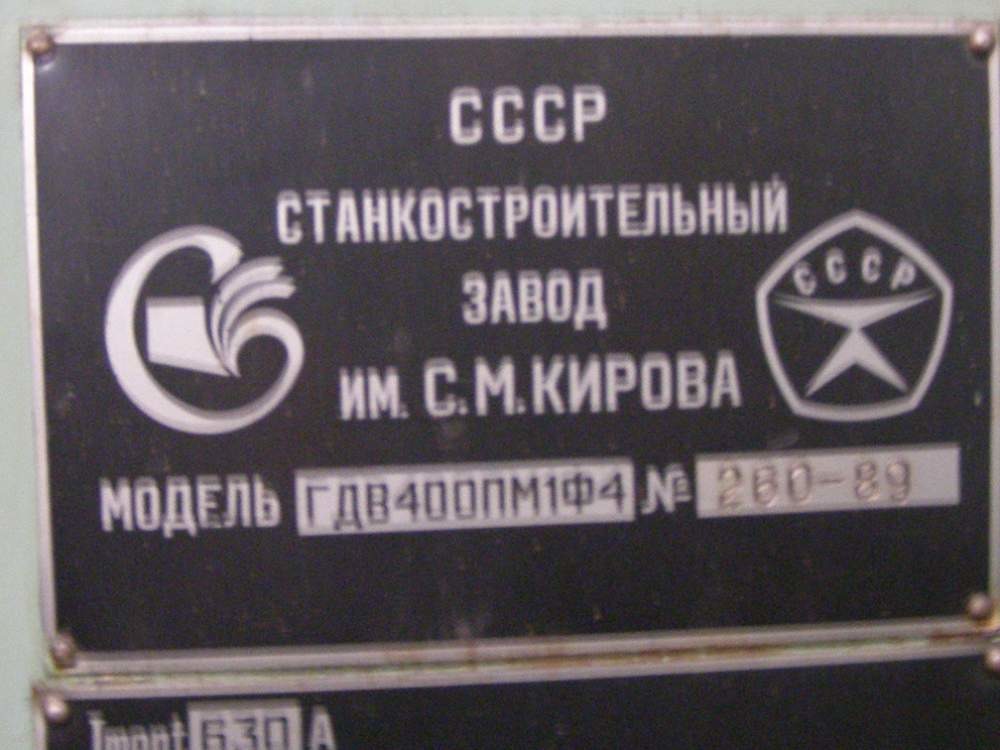 СССР
СТАНКОСТРОИТЕЛЬНЫЙ
ЗАВОД
ИМ. С.М.КИРОВА
СССР
МОДЕЛЬ ГДВ400ПМ1Ф4 № 260-89
630 А